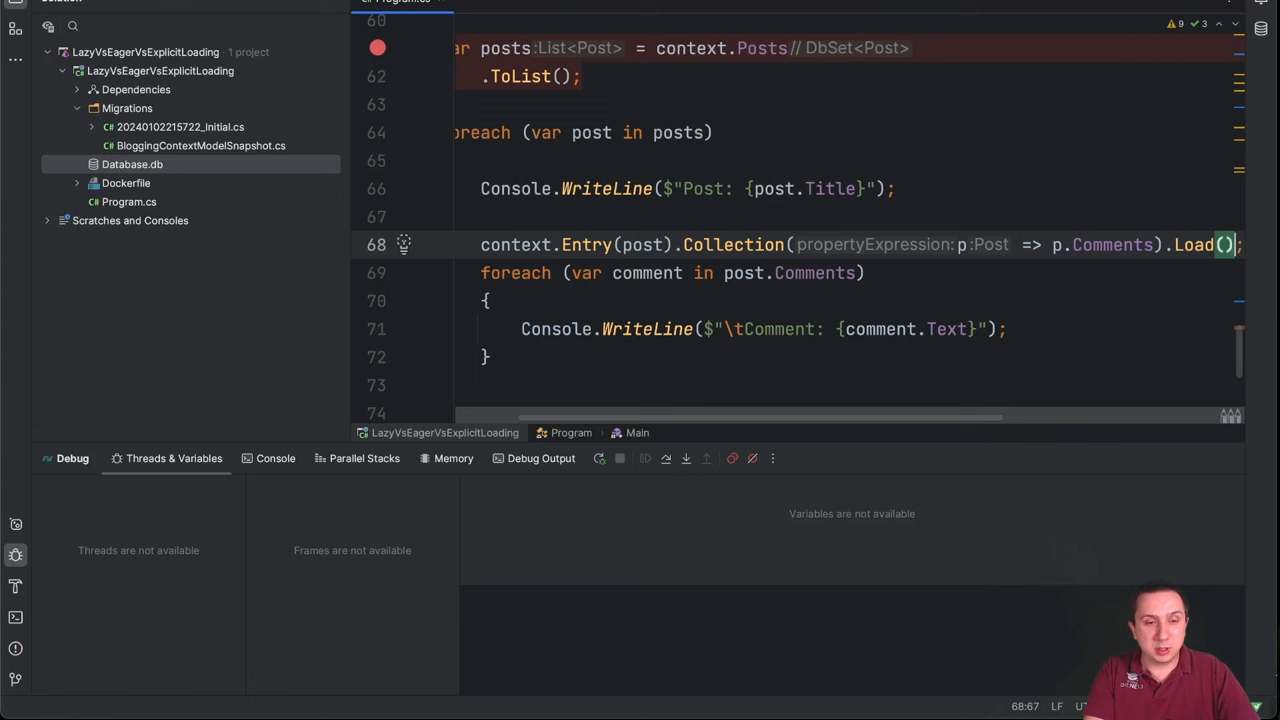 LazyVsEagerVsExplicitLoading 1 project
LazyVsEagerVsExplicitLoading
Dependencies
Migrations
20240102215722_Initial.cs
BloggingContextModelSnapshot.cs
Database.db
Dockerfile
Program.cs
Scratches and Consoles
60
9 3
ar posts:List<Post> = context.Posts//DbSet<Post>
62 .ToList();
63
64 oreach (var post in posts)
65
66 Console.WriteLine($"Post: {post.Title}");
67
68 context.Entry(post).Collection(propertyExpression:p:Post => p.Comments).Load();
69 foreach (var comment in post.Comments)
70 {
71 Console.WriteLine($"\tComment: {comment.Text}");
72 }
73
74
LazyVsEagerVsExplicitLoading Program Main
Debug Threads & Variables Console Parallel Stacks Memory Debug Output
Variables are not available
Threads are not available Frames are not available
68:67 LF